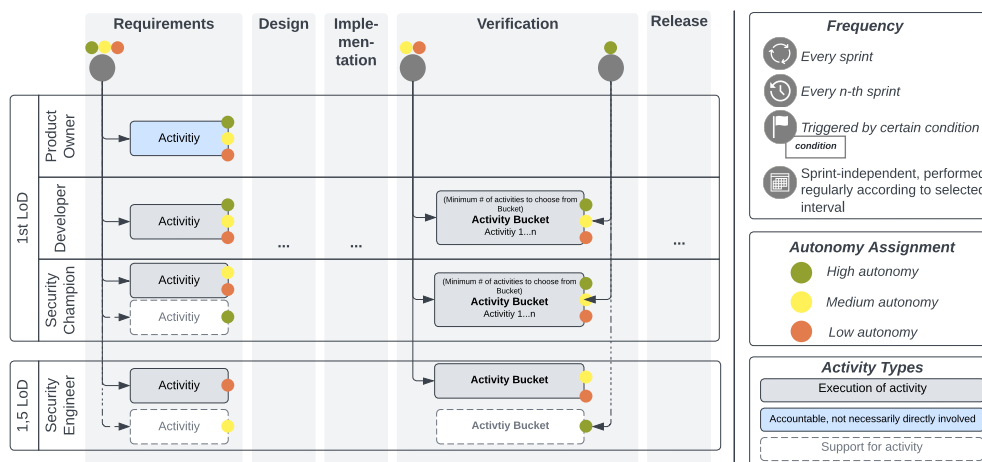 Requirements
Design
Imple-
men-
tation
Verification
Release
1st LoD
Product
Owner
Activitiy
Developer
Activitiy
...
...
(Minimum # of activities to choose from
Bucket)
Activity Bucket
Activitiy 1...n
...
Security
Champion
Activitiy
Activitiy
(Minimum # of activities to choose from
Bucket)
Activity Bucket
Activitiy 1...n
1,5 LoD
Security
Engineer
Activitiy
Activitiy
Activity Bucket
Activtiy Bucket
Frequency
Every sprint
Every n-th sprint
Triggered by certain condition
condition
Sprint-independent, performed
regularly according to selected
interval
Autonomy Assignment
High autonomy
Medium autonomy
Low autonomy
Activity Types
Execution of activity
Accountable, not necessarily directly involved
Support for activity